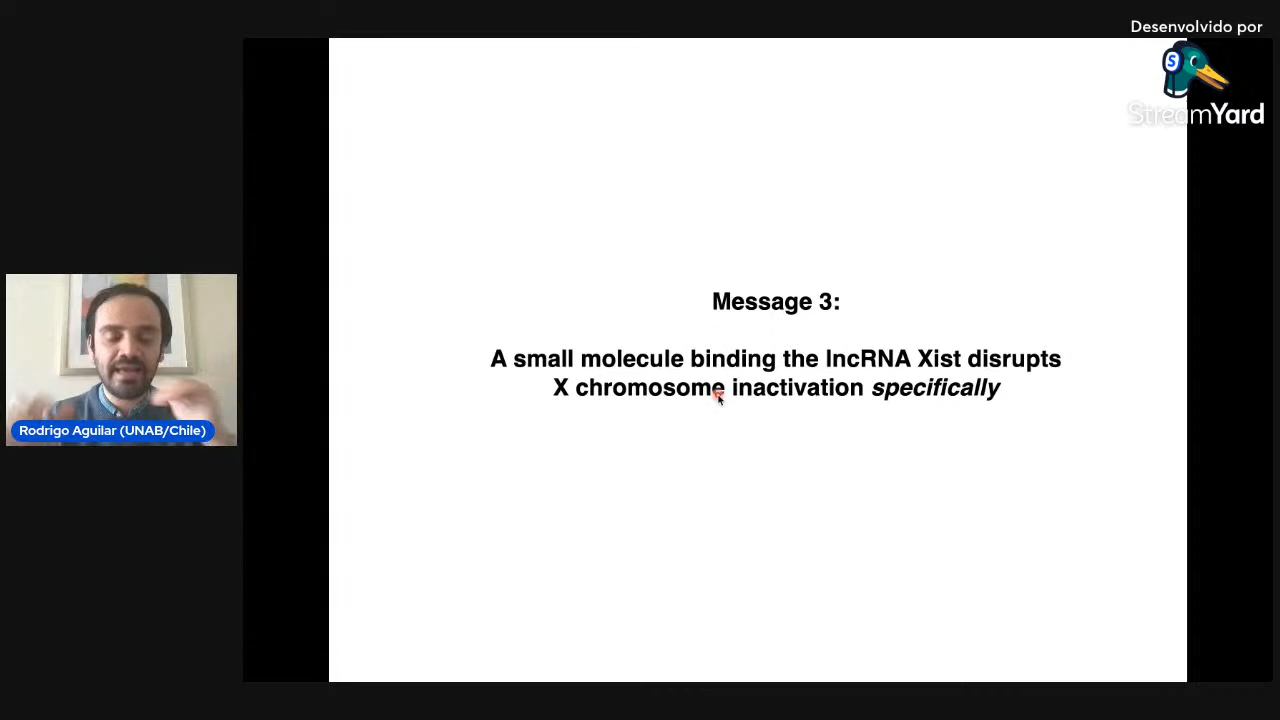 Desenvolvido por
S
StreamYard
Message 3:
A small molecule binding the lncRNA Xist disrupts
X chromosome inactivation specifically
Rodrigo Aguilar (UNAB/Chile)